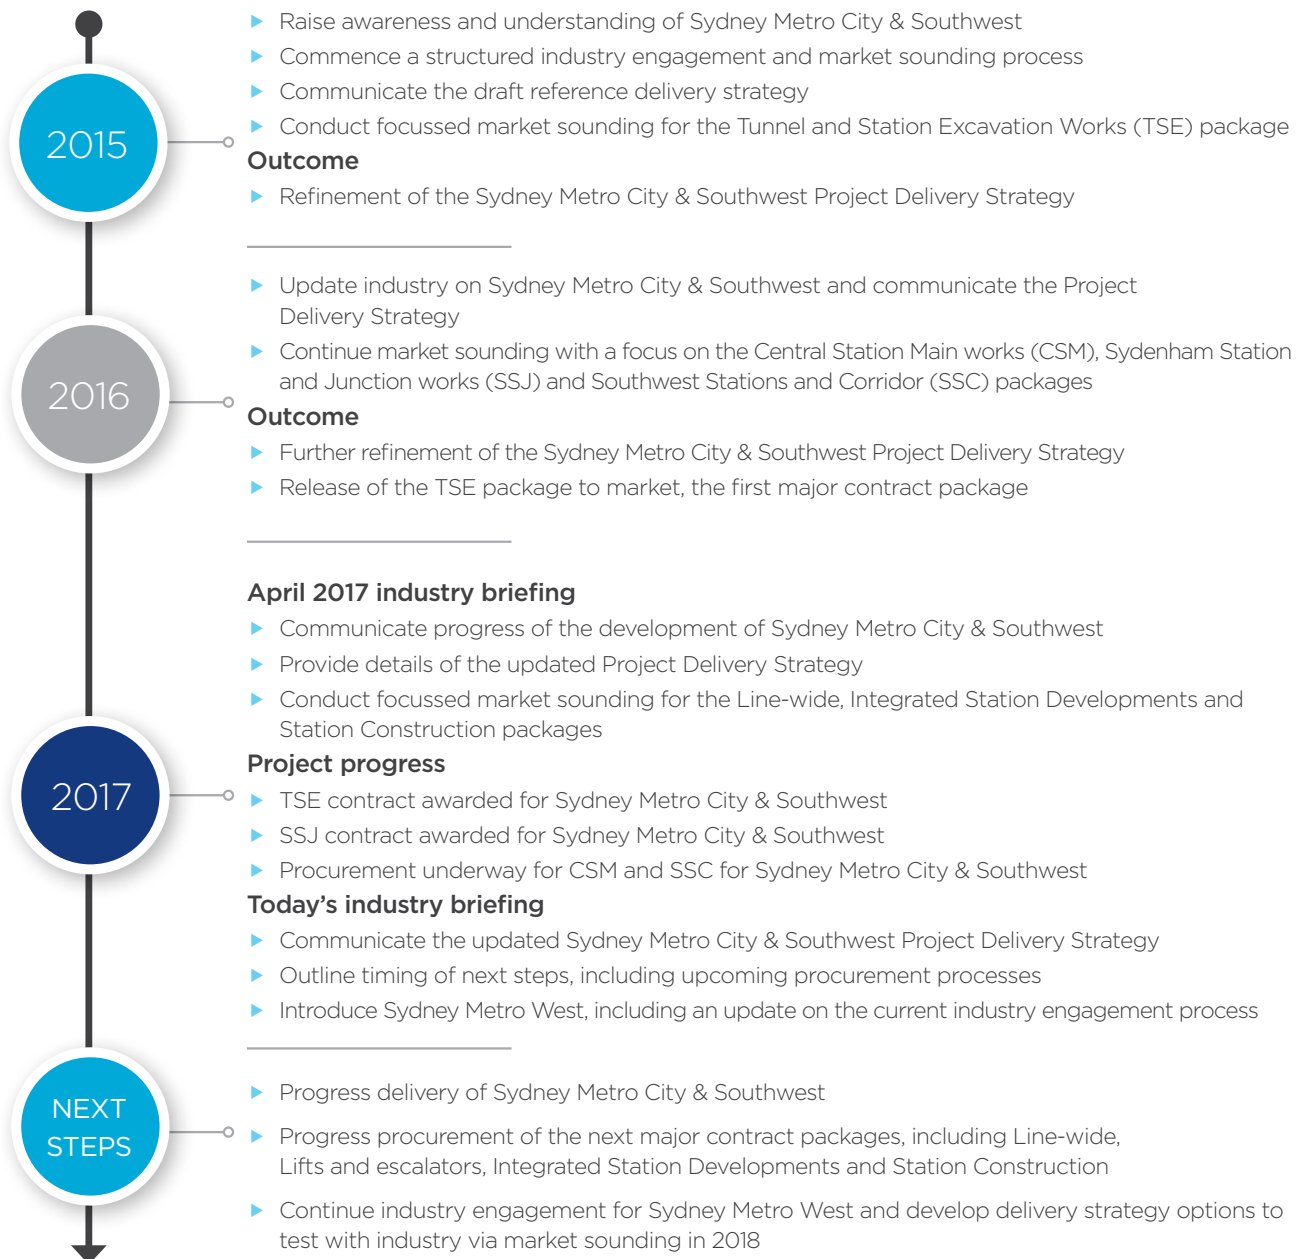 ▶ Raise awareness and understanding of Sydney Metro City & Southwest
▶ Commence a structured industry engagement and market sounding process
▶ Communicate the draft reference delivery strategy
▶ Conduct focussed market sounding for the Tunnel and Station Excavation Works (TSE) package
2015
Outcome
▶ Refinement of the Sydney Metro City & Southwest Project Delivery Strategy
▶ Update industry on Sydney Metro City & Southwest and communicate the Project
Delivery Strategy
▶ Continue market sounding with a focus on the Central Station Main works (CSM), Sydenham Station
and Junction works (SSJ) and Southwest Stations and Corridor (SSC) packages
2016
Outcome
▶ Further refinement of the Sydney Metro City & Southwest Project Delivery Strategy
▶ Release of the TSE package to market, the first major contract package
April 2017 industry briefing
▶ Communicate progress of the development of Sydney Metro City & Southwest
▶ Provide details of the updated Project Delivery Strategy
▶ Conduct focussed market sounding for the Line-wide, Integrated Station Developments and
Station Construction packages
Project progress
2017
▶ TSE contract awarded for Sydney Metro City & Southwest
▶ SSJ contract awarded for Sydney Metro City & Southwest
▶ Procurement underway for CSM and SSC for Sydney Metro City & Southwest
Today's industry briefing
▶ Communicate the updated Sydney Metro City & Southwest Project Delivery Strategy
▶ Outline timing of next steps, including upcoming procurement processes
▶ Introduce Sydney Metro West, including an update on the current industry engagement process
NEXT
STEPS
▶ Progress delivery of Sydney Metro City & Southwest
▶ Progress procurement of the next major contract packages, including Line-wide,
Lifts and escalators, Integrated Station Developments and Station Construction
▶ Continue industry engagement for Sydney Metro West and develop delivery strategy options to
test with industry via market sounding in 2018